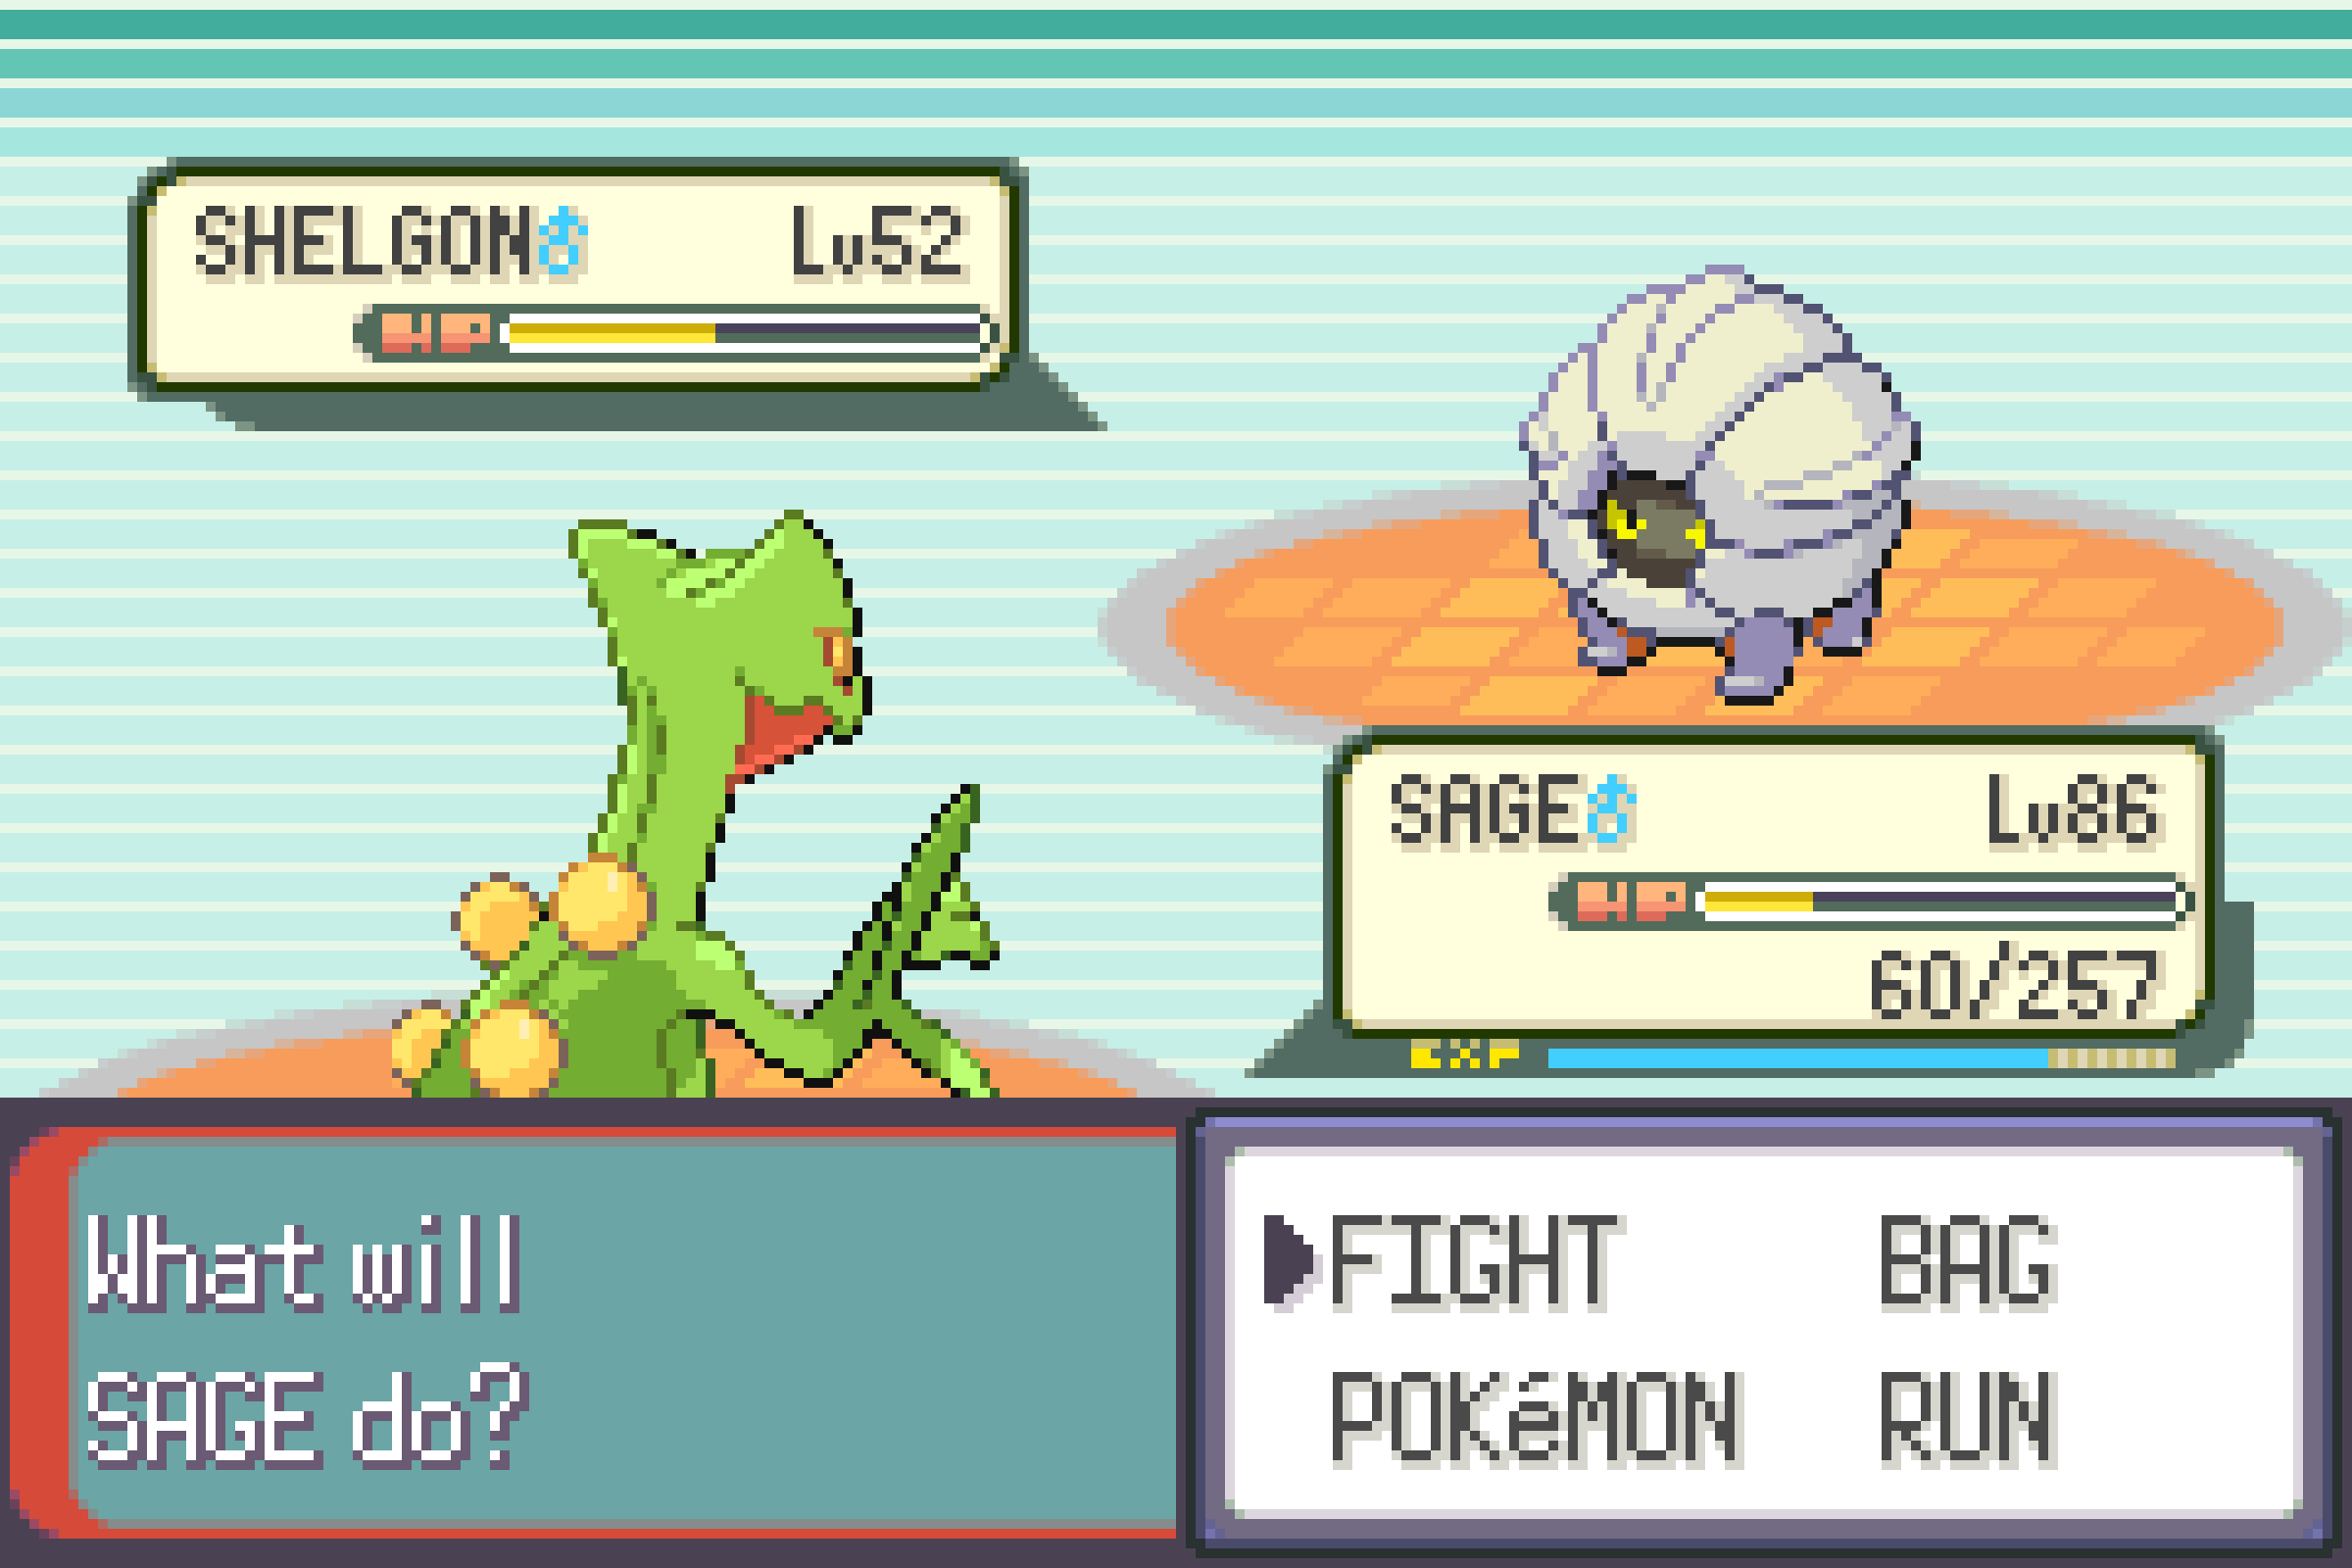 SHELGON♂ Lv52
HP
SAGE♂ Lv86
HP
60/257
EXP
What will
SAGE do?
▶FIGHT BAG
POKéMON RUN